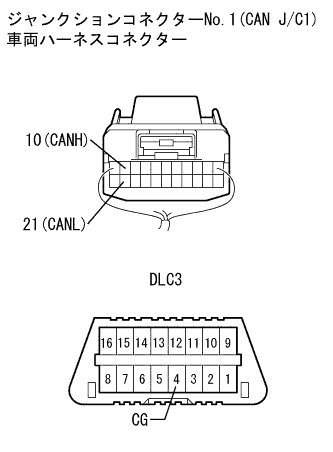 ジャンクションコネクターNo.1(CAN J/C1)
車両ハーネスコネクター
10(CANH)
21(CANL)
DLC3
16 15 14 13 12 11 10 9
8 7 6 5 4 3 2 1
CG